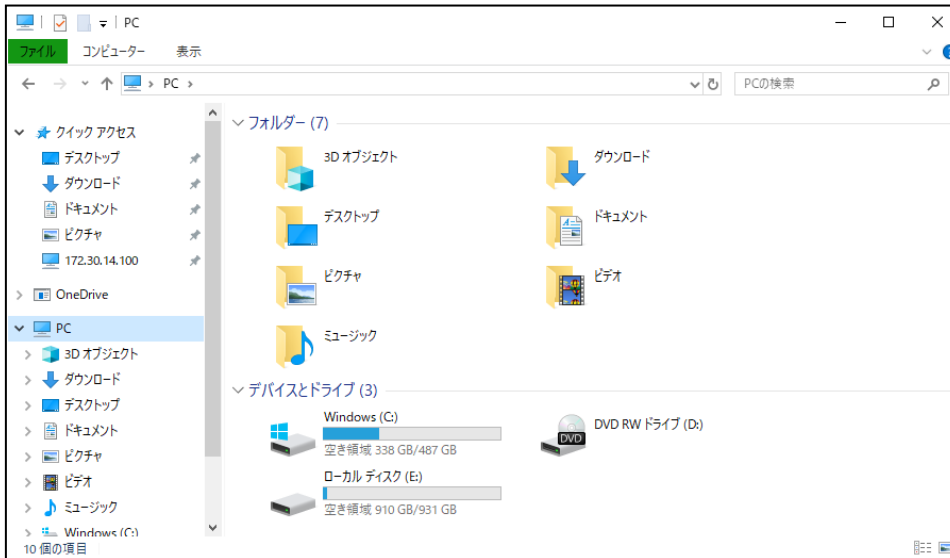 PC
ファイル コンピューター 表示
PC
PCの検索
クイック アクセス
デスクトップ
ダウンロード
ドキュメント
ピクチャ
172.30.14.100
OneDrive
PC
3D オブジェクト
ダウンロード
デスクトップ
ドキュメント
ピクチャ
ビデオ
ミュージック
Windows (C:)
フォルダー (7)
3D オブジェクト
ダウンロード
デスクトップ
ドキュメント
ピクチャ
ビデオ
ミュージック
デバイスとドライブ (3)
Windows (C:)
空き領域 338 GB/487 GB
DVD
DVD RW ドライブ (D:)
ローカル ディスク (E:)
空き領域 910 GB/931 GB
10 個の項目